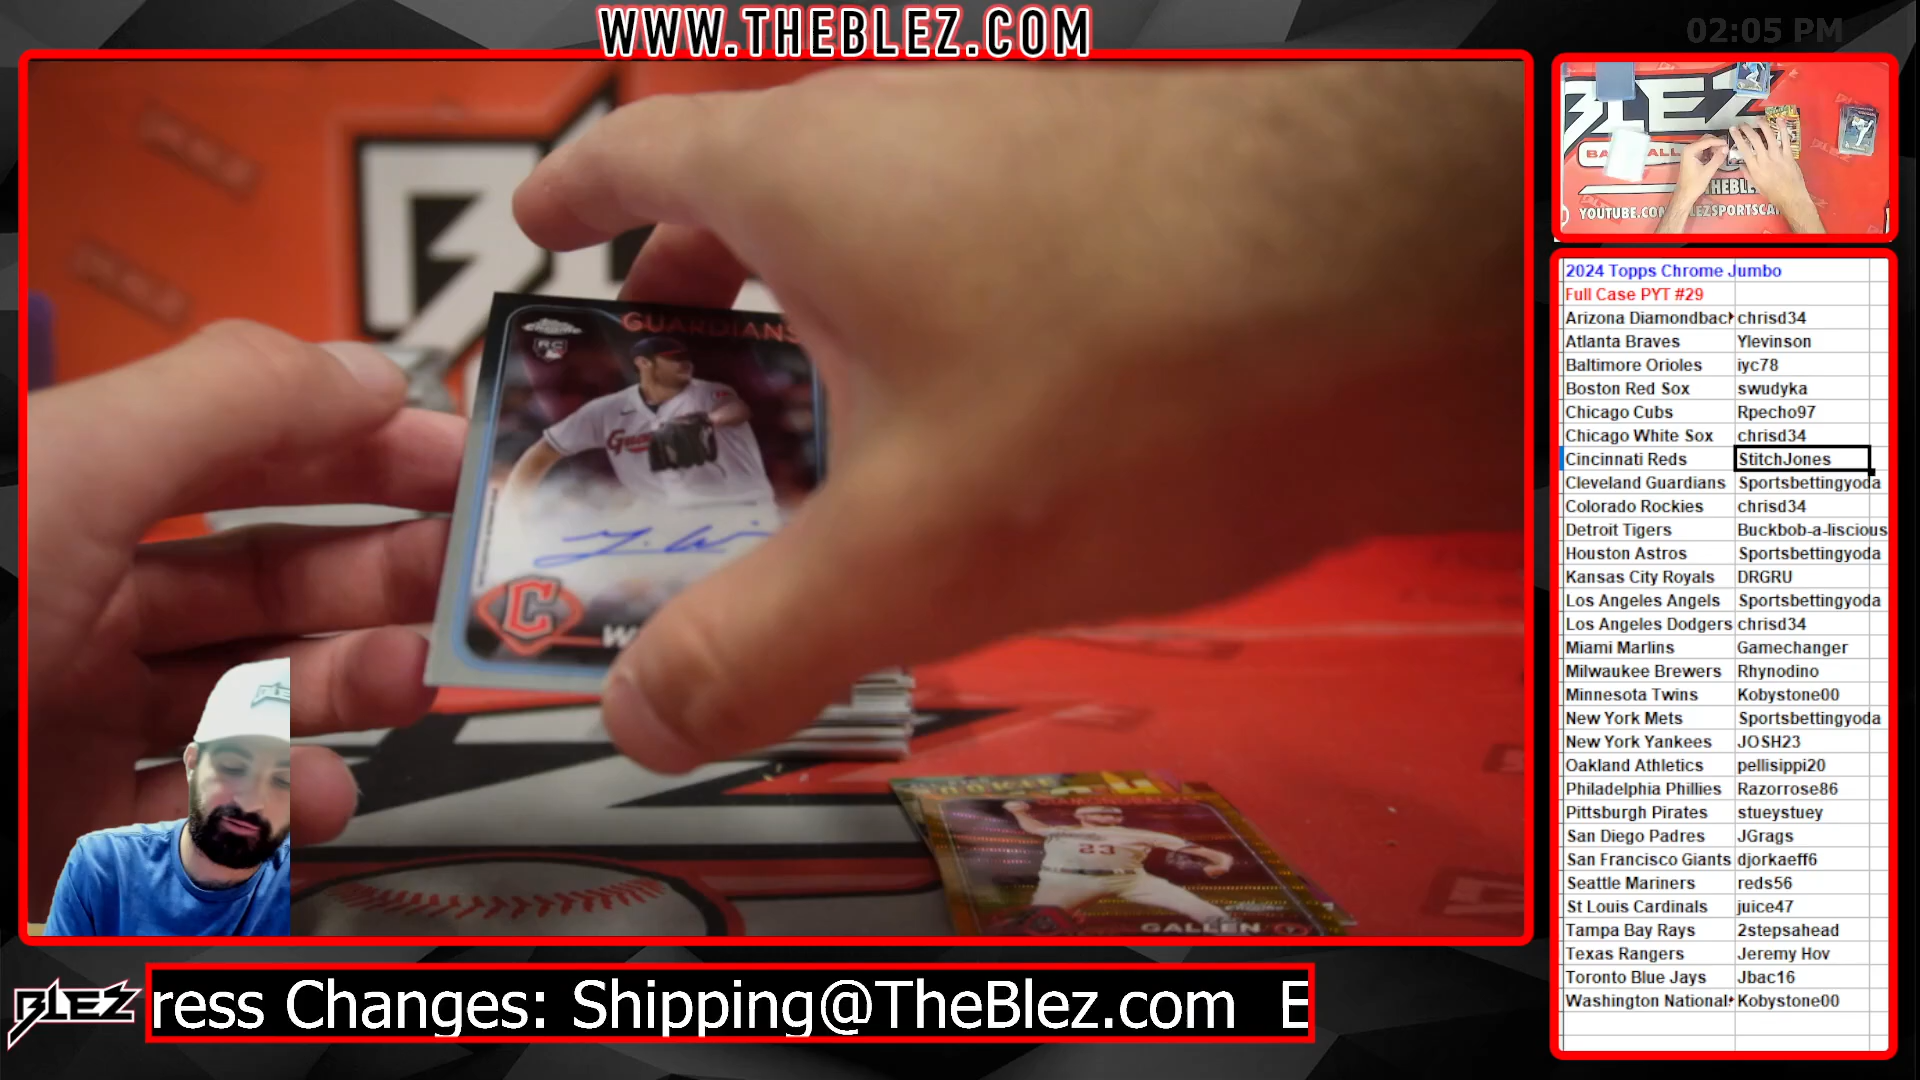 WWW.THEBLEZ.COM
02:05 PM
GUARDIANS
RC
C
23
GALLEN
BLEZ
THEBLE
2024 Topps Chrome Jumbo
Full Case PYT #29
Arizona Diamondback chrisd34
Atlanta Braves Ylevinson
Baltimore Orioles iyc78
Boston Red Sox swudyka
Chicago Cubs Rpecho97
Chicago White Sox chrisd34
Cincinnati Reds StitchJones
Cleveland Guardians Sportsbettingyoda
Colorado Rockies chrisd34
Detroit Tigers Buckbob-a-liscious
Houston Astros Sportsbettingyoda
Kansas City Royals DRGRU
Los Angeles Angels Sportsbettingyoda
Los Angeles Dodgers chrisd34
Miami Marlins Gamechanger
Milwaukee Brewers Rhynodino
Minnesota Twins Kobystone00
New York Mets Sportsbettingyoda
New York Yankees JOSH23
Oakland Athletics pellisippi20
Philadelphia Phillies Razorrose86
Pittsburgh Pirates stueystuey
San Diego Padres JGrags
San Francisco Giants djorkaeff6
Seattle Mariners reds56
St Louis Cardinals juice47
Tampa Bay Rays 2stepsahead
Texas Rangers Jeremy Hov
Toronto Blue Jays Jbac16
Washington National Kobystone00
BLEZ
ress Changes: Shipping@TheBlez.com E